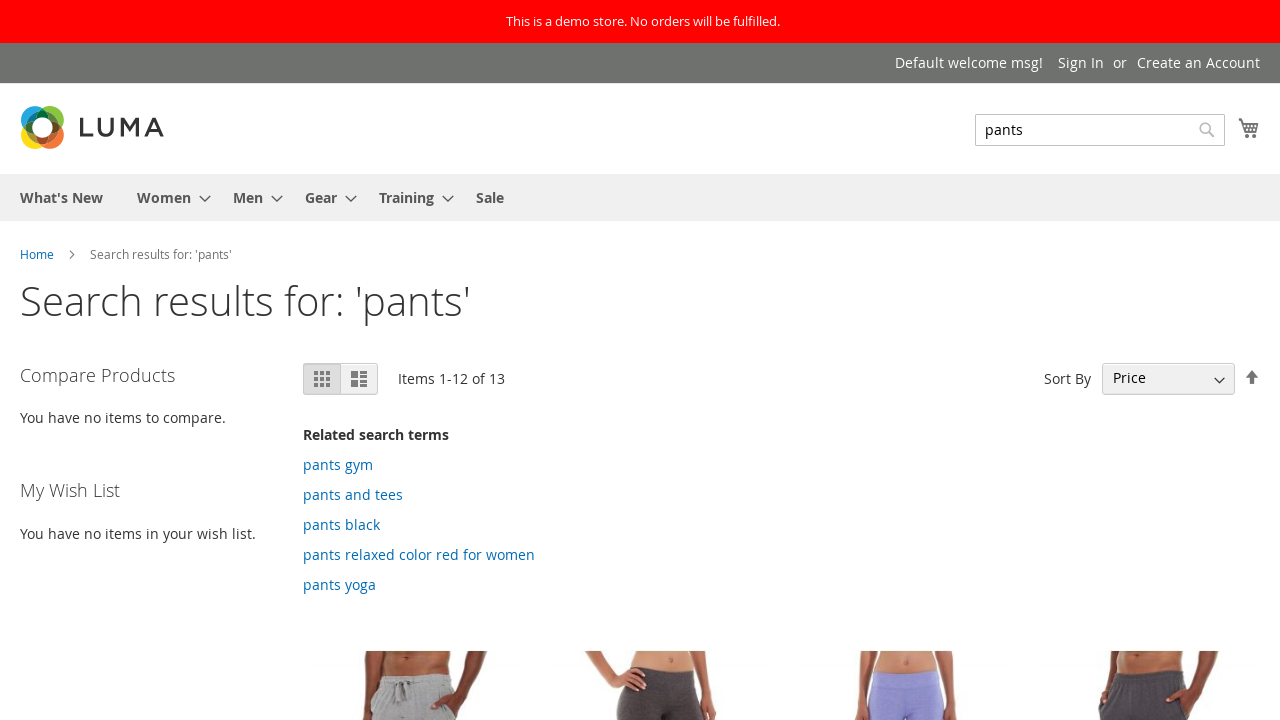 This is a demo store. No orders will be fulfilled.
Default welcome msg! Sign In or Create an Account
LUMA
pants
What's New Women Men Gear Training Sale
Home Search results for: 'pants'
Search results for: 'pants'
Compare Products
You have no items to compare.
My Wish List
You have no items in your wish list.
Items 1-12 of 13
Sort By Price
Related search terms
pants gym
pants and tees
pants black
pants relaxed color red for women
pants yoga